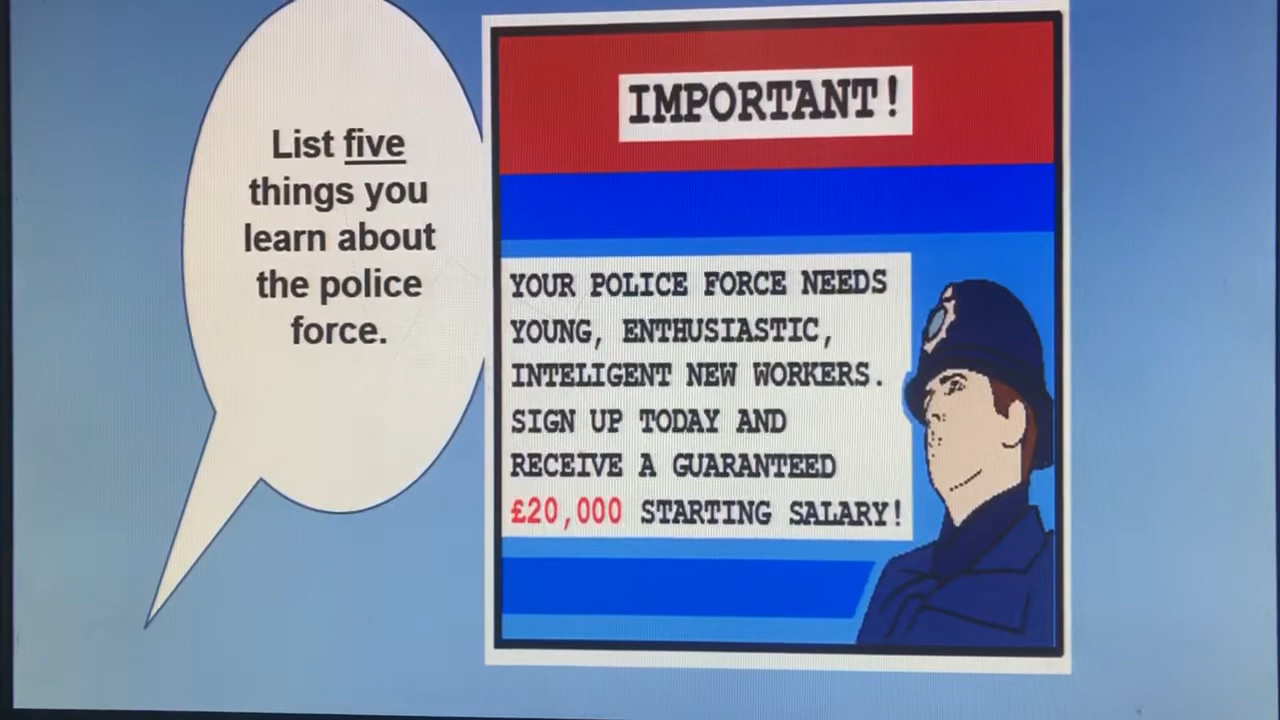 List five
things you
learn about
the police
force.
IMPORTANT!
YOUR POLICE FORCE NEEDS
YOUNG, ENTHUSIASTIC,
INTELIGENT NEW WORKERS.
SIGN UP TODAY AND
RECEIVE A GUARANTEED
£20,000 STARTING SALARY!